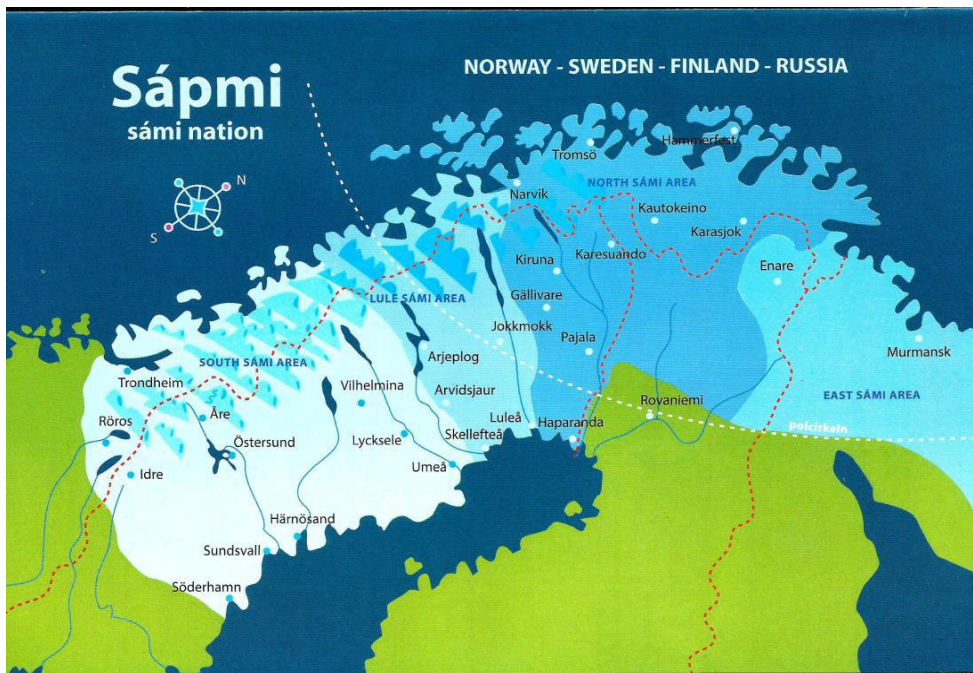 Sápmi
sámi nation
NORWAY - SWEDEN - FINLAND - RUSSIA
N
S
Hammerfest
Tromsö
NORTH SÁMI AREA
Narvik
Kautokeino
Karasjok
Karesuando
Kiruna
Enare
Gällivare
LULE SÁMI AREA
Jokkmokk
Pajala
Murmansk
Arjeplog
SOUTH SÁMI AREA
Trondheim
Vilhelmina
Arvidsjaur
EAST SÁMI AREA
Rovaniemi
Röros
Åre
Luleå
Haparanda
polcirkeln
Lycksele
Skellefteå
Östersund
Idre
Umeå
Härnösand
Sundsvall
Söderhamn